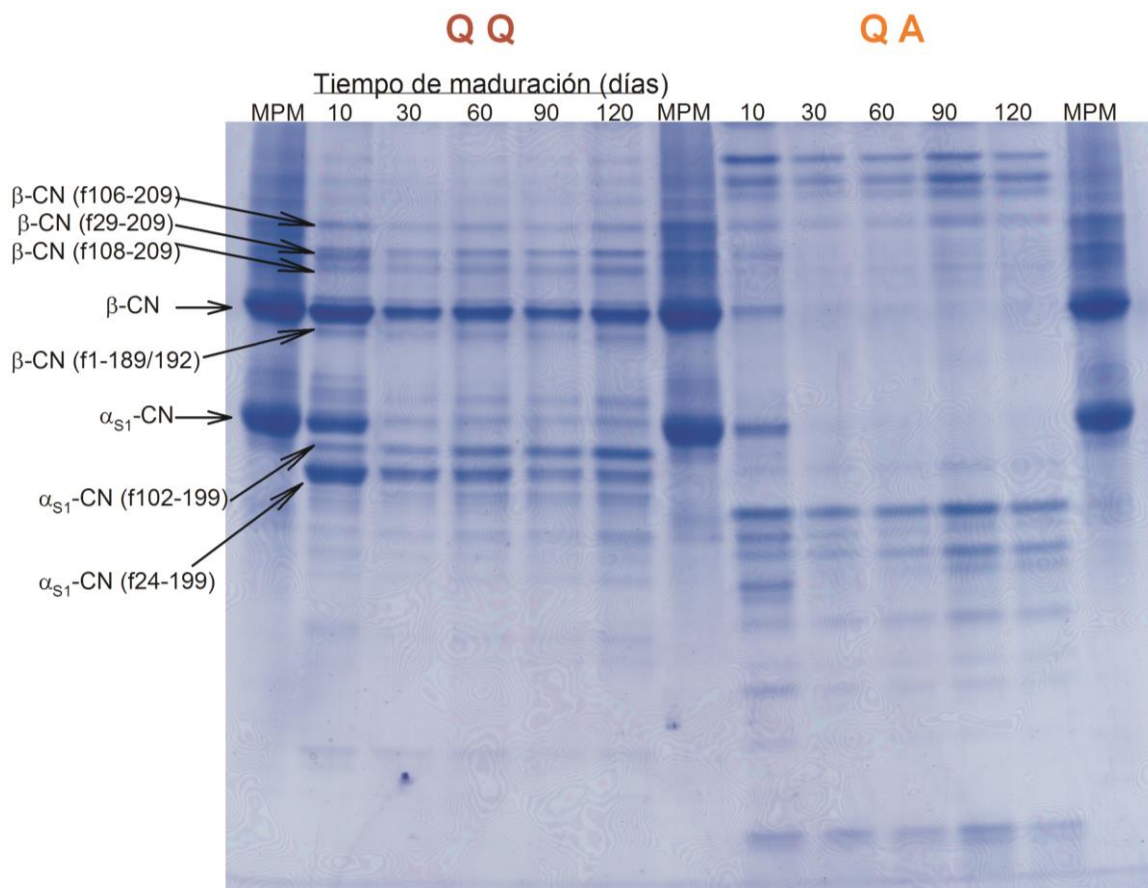 Q Q
Q A
Tiempo de maduración (días)
MPM 10 30 60 90 120 MPM 10 30 60 90 120 MPM
β-CN (f106-209)
β-CN (f29-209)
β-CN (f108-209)
β-CN
β-CN (f1-189/192)
αS1-CN
αS1-CN (f102-199)
αS1-CN (f24-199)